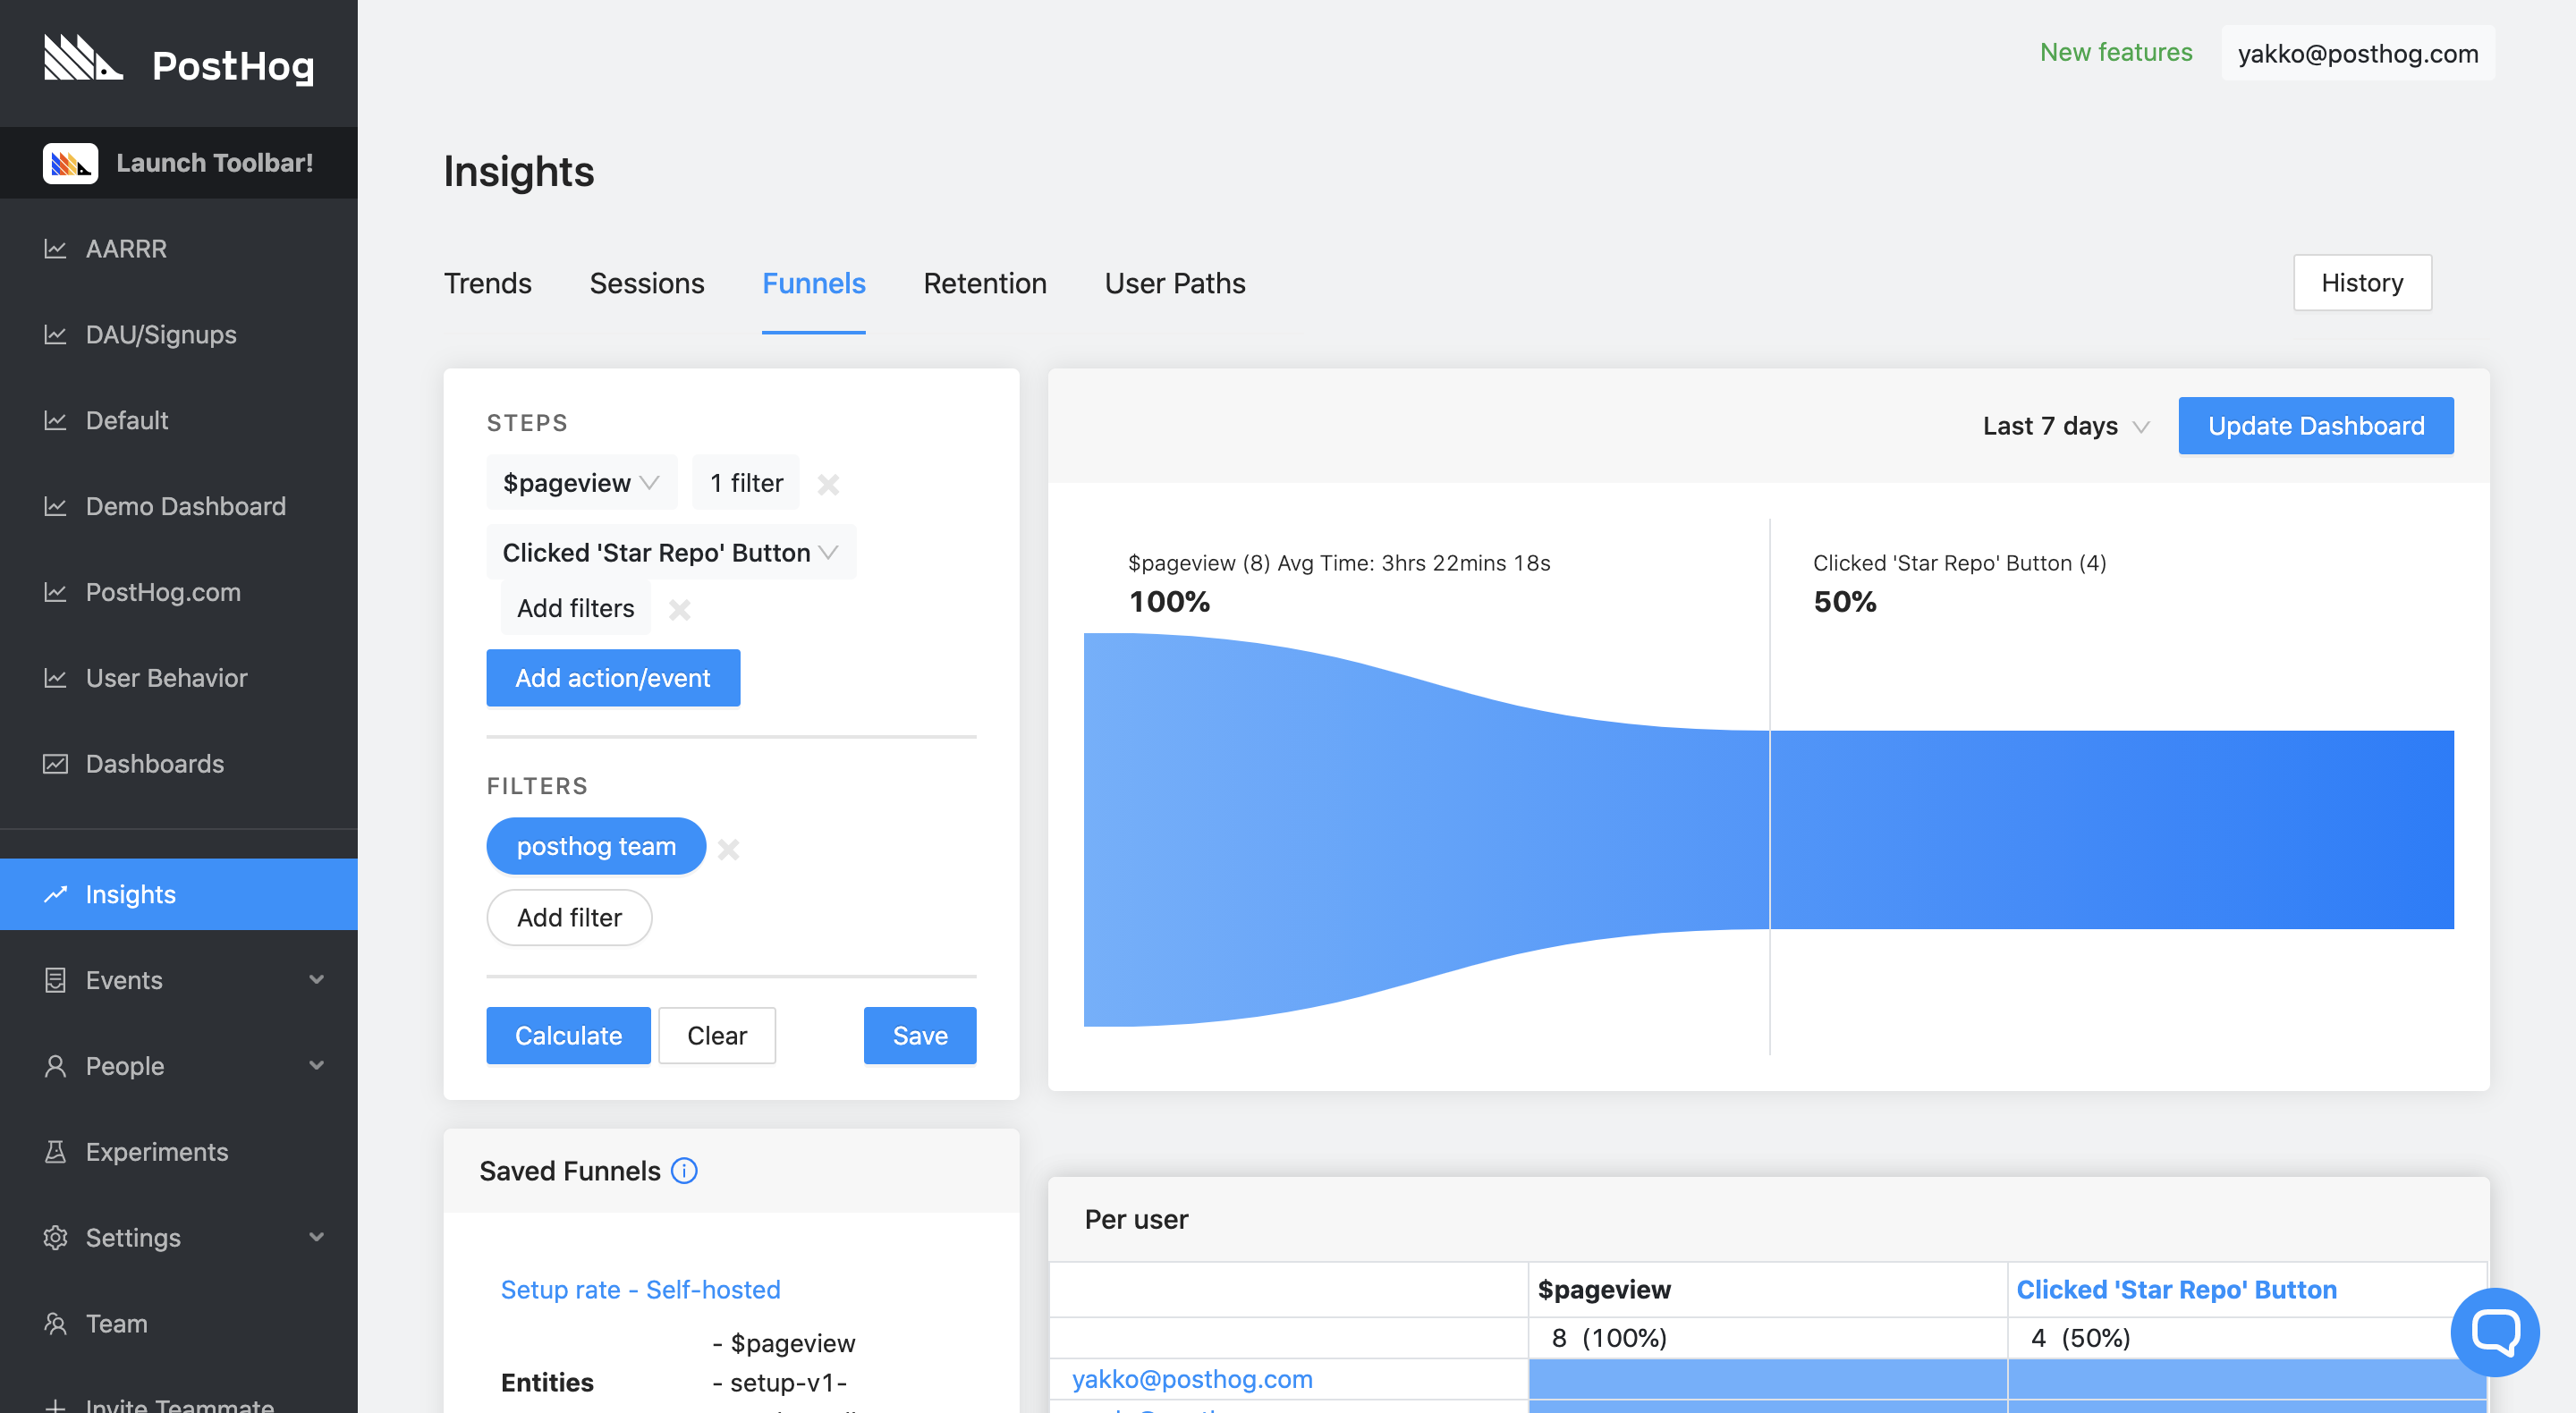 PostHog
Launch Toolbar!
AARRR
DAU/Signups
Default
Demo Dashboard
PostHog.com
User Behavior
Dashboards
Insights
Events
People
Experiments
Settings
Team
Invite Teammate
New features
yakko@posthog.com
Insights
Trends
Sessions
Funnels
Retention
User Paths
History
STEPS
$pageview
1 filter
Clicked 'Star Repo' Button
Add filters
Add action/event
FILTERS
posthog team
Add filter
Calculate
Clear
Save
Saved Funnels
Setup rate - Self-hosted
Entities
- $pageview
- setup-v1-
Last 7 days
Update Dashboard
$pageview (8) Avg Time: 3hrs 22mins 18s
100%
Clicked 'Star Repo' Button (4)
50%
Per user
$pageview
Clicked 'Star Repo' Button
8 (100%)
4 (50%)
yakko@posthog.com